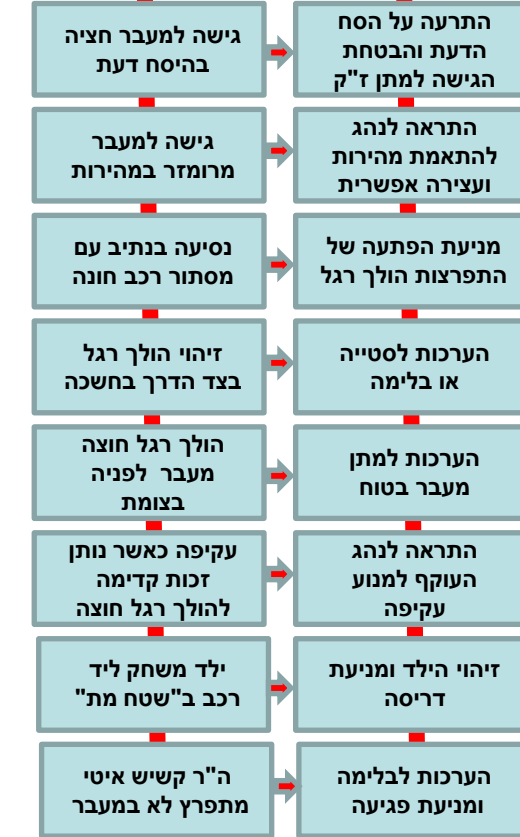 גישה למעבר חציה
בהיסח דעת
התרעה על הסח
הדעת והבטחת
הגישה למתן ז"ק
גישה למעבר
מרומזר במהירות
התראה לנהג
להתאמת מהירות
ועצירה אפשרית
נסיעה בנתיב עם
מסתור רכב חונה
מניעת הפתעה של
התפרצות הולך רגל
זיהוי הולך רגל
בצד הדרך בחשכה
הערכות לסטייה
או בלימה
הולך רגל חוצה
מעבר לפניה
בצומת
הערכות למתן
מעבר בטוח
עקיפה כאשר נותן
זכות קדימה
להולך רגל חוצה
התראה לנהג
העוקף למנוע
עקיפה
ילד משחק ליד
רכב ב"שטח מת"
זיהוי הילד ומניעת
דריסה
ה"ר קשיש איטי
מתפרץ לא במעבר
הערכות לבלימה
ומניעת פגיעה